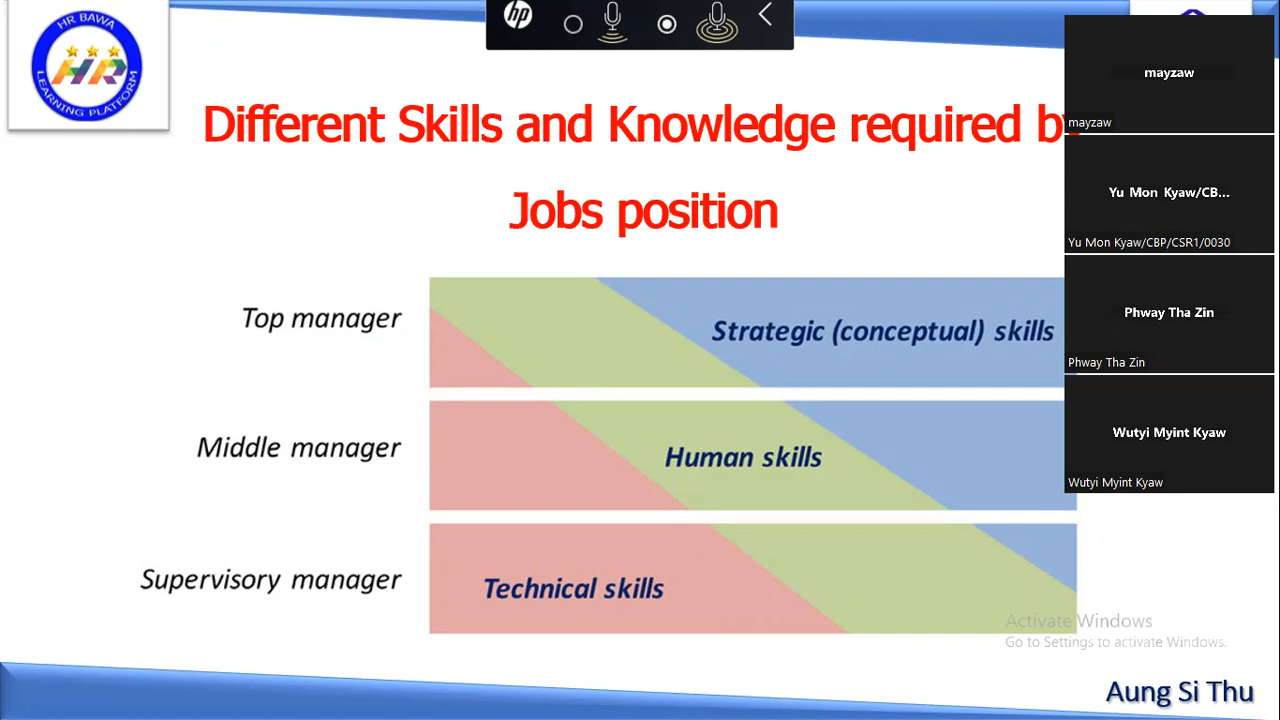 HR BAWA
HR
LEARNING PLATFORM
hp
Different Skills and Knowledge required
Jobs position
Top manager
Strategic (conceptual) skills
Middle manager
Human skills
Supervisory manager
Technical skills
mayzaw
mayzaw
Yu Mon Kyaw/CB...
Yu Mon Kyaw/CBP/CSR1/0030
Phway Tha Zin
Phway Tha Zin
Wutyi Myint Kyaw
Wutyi Myint Kyaw
Activate Windows
Go to Settings to activate Windows.
Aung Si Thu